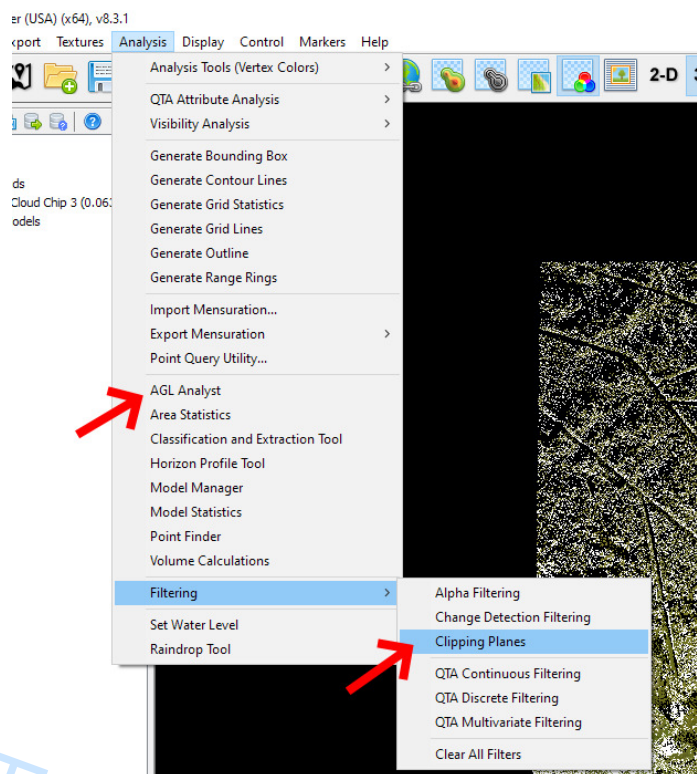 er (USA) (x64), v8.3.1
xport Textures Analysis Display Control Markers Help
2-D
Analysis Tools (Vertex Colors)
QTA Attribute Analysis
Visibility Analysis
Generate Bounding Box
Generate Contour Lines
Generate Grid Statistics
Generate Grid Lines
Generate Outline
Generate Range Rings
Import Mensuration...
Export Mensuration
Point Query Utility...
AGL Analyst
Area Statistics
Classification and Extraction Tool
Horizon Profile Tool
Model Manager
Model Statistics
Point Finder
Volume Calculations
Filtering
Set Water Level
Raindrop Tool
ds
Cloud Chip 3 (0.06
odels
Alpha Filtering
Change Detection Filtering
Clipping Planes
QTA Continuous Filtering
QTA Discrete Filtering
QTA Multivariate Filtering
Clear All Filters